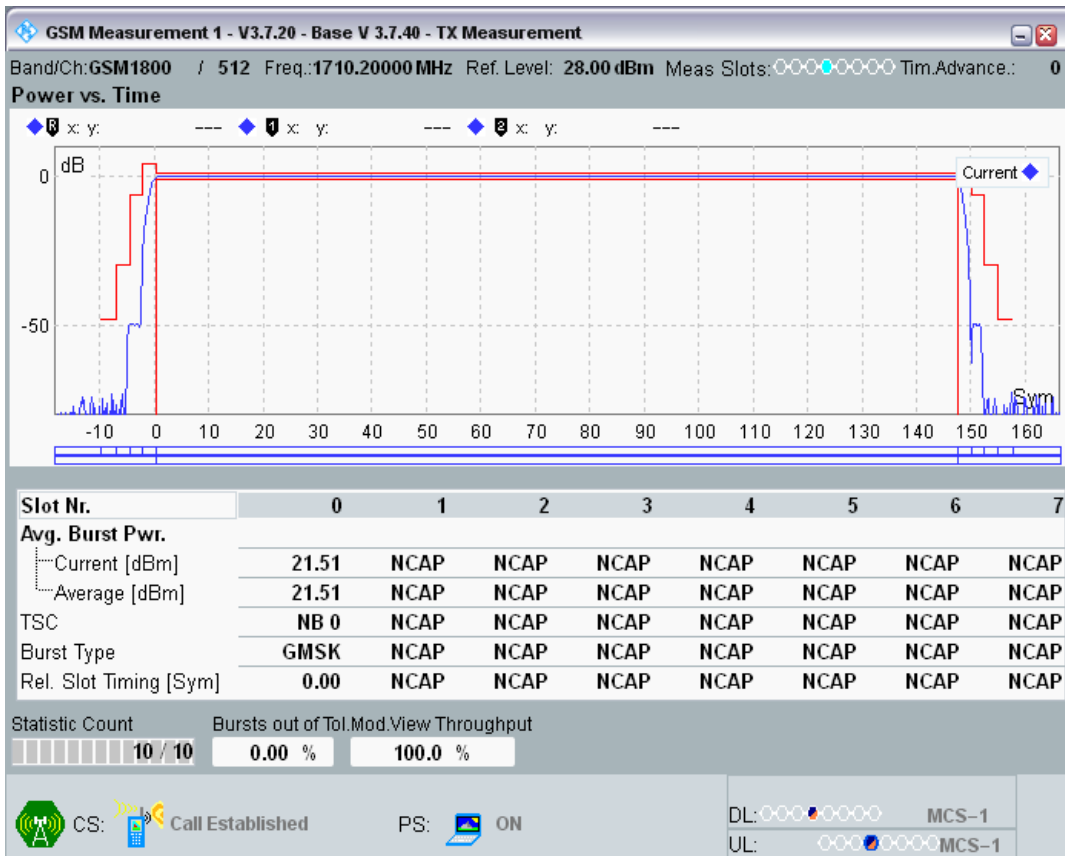 GSM Measurement 1 - V3.7.20 - Base V 3.7.40 - TX Measurement
Band/Ch:GSM1800 / 512 Freq.:1710.20000 MHz Ref. Level: 28.00 dBm Meas Slots: Tim.Advance.: 0
Power vs. Time
R x: y: --- 1 x: y: --- 2 x: y: ---
dB
Current
0
-50
Sym
-10 0 10 20 30 40 50 60 70 80 90 100 110 120 130 140 150 160
Slot Nr. 0 1 2 3 4 5 6 7
Avg. Burst Pwr.
Current [dBm] 21.51 NCAP NCAP NCAP NCAP NCAP NCAP NCAP
Average [dBm] 21.51 NCAP NCAP NCAP NCAP NCAP NCAP NCAP
TSC NB 0 NCAP NCAP NCAP NCAP NCAP NCAP NCAP
Burst Type GMSK NCAP NCAP NCAP NCAP NCAP NCAP NCAP
Rel. Slot Timing [Sym] 0.00 NCAP NCAP NCAP NCAP NCAP NCAP NCAP
Statistic Count Bursts out of Tol.Mod.View Throughput
10 / 10 0.00 % 100.0 %
CS: Call Established PS: ON DL: MCS-1
UL: MCS-1